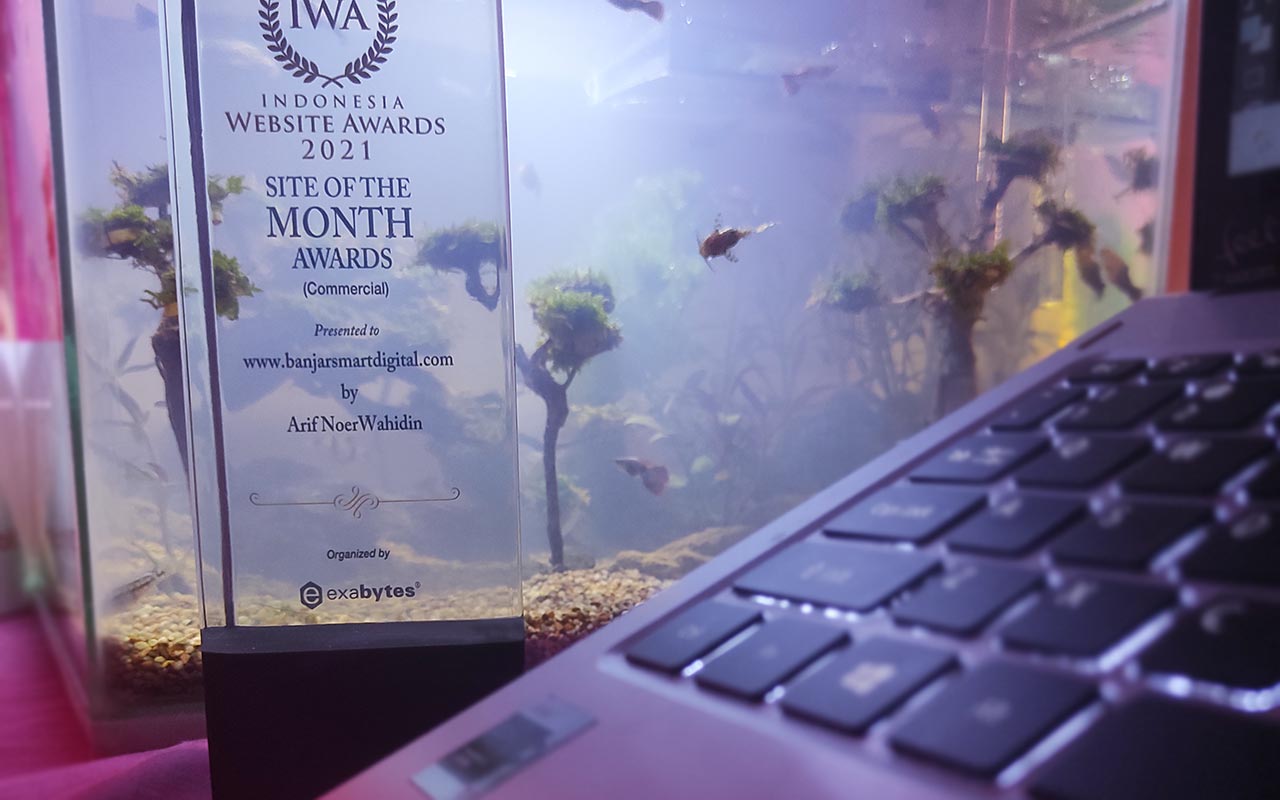 IWA
INDONESIA
WEBSITE AWARDS
2021
SITE OF THE
MONTH
AWARDS
(Commercial)
Presented to
www.banjarsmartdigital.com
by
Arif NoerWahidin
Organized by
exabytes®